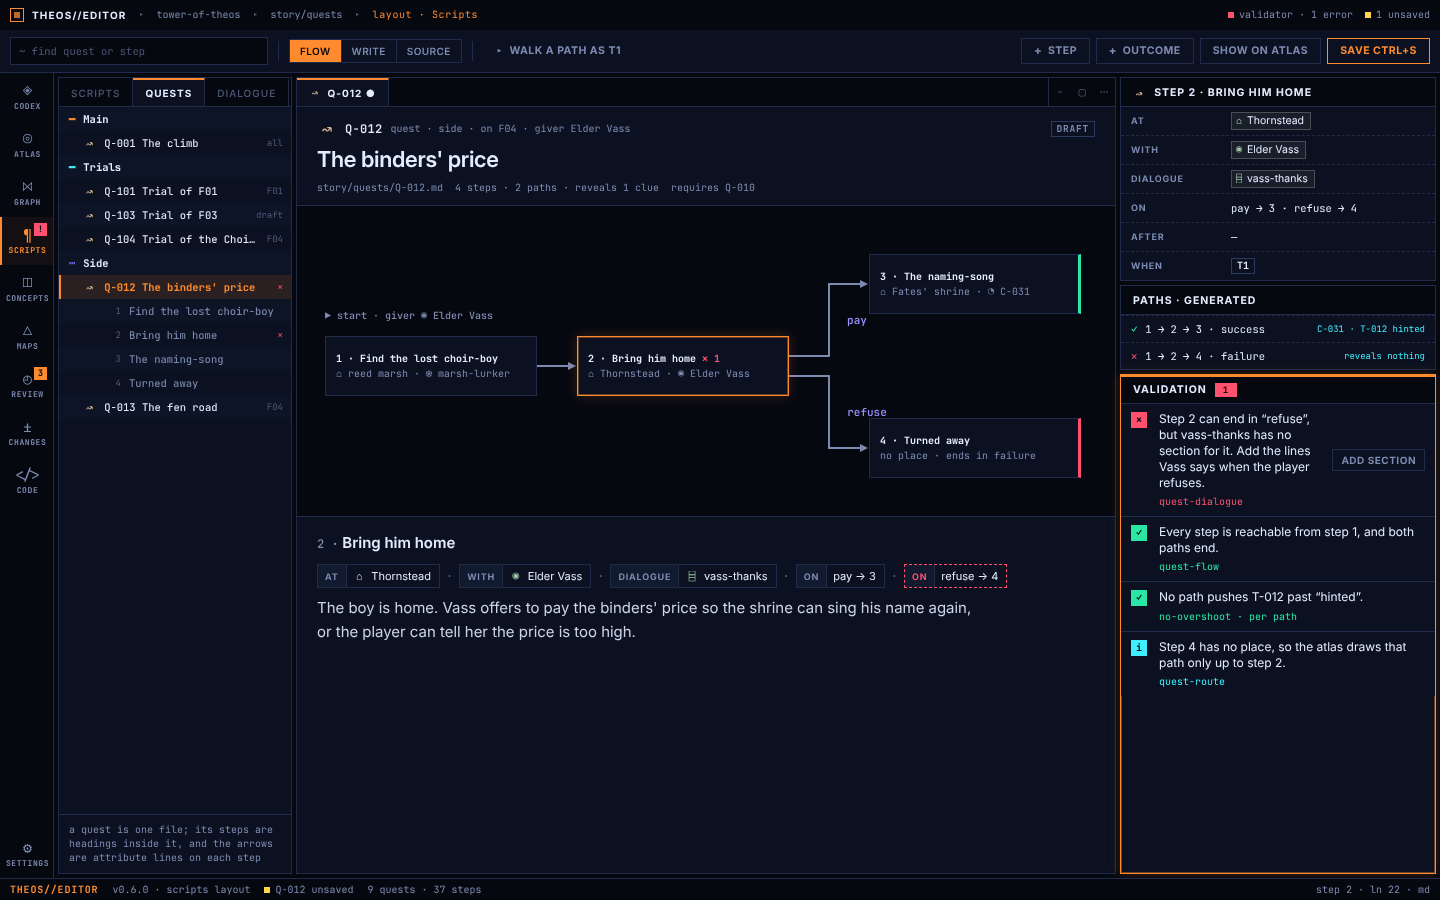 THEOS//EDITOR ▸ tower-of-theos ▸ story/quests ▸ layout · Scripts
validator · 1 error 1 unsaved
~ find quest or step
FLOW WRITE SOURCE
▸ WALK A PATH AS T1
+ STEP + OUTCOME SHOW ON ATLAS SAVE CTRL+S
CODEX
ATLAS
GRAPH
SCRIPTS !
CONCEPTS
MAPS
REVIEW 3
CHANGES
</> CODE
SETTINGS
SCRIPTS QUESTS DIALOGUE
Main
Q-001 The climb all
Trials
Q-101 Trial of F01 F01
Q-103 Trial of F03 draft
Q-104 Trial of the Choi… F04
Side
Q-012 The binders' price ×
1 Find the lost choir-boy
2 Bring him home ×
3 The naming-song
4 Turned away
Q-013 The fen road F04
a quest is one file; its steps are
headings inside it, and the arrows
are attribute lines on each step
Q-012 ●
Q-012 quest · side · on F04 · giver Elder Vass DRAFT
The binders' price
story/quests/Q-012.md 4 steps · 2 paths · reveals 1 clue requires Q-010
▶ start · giver ◉ Elder Vass
1 · Find the lost choir-boy
⌂ reed marsh · marsh-lurker
2 · Bring him home × 1
⌂ Thornstead · ◉ Elder Vass
pay
3 · The naming-song
⌂ Fates' shrine · C-031
refuse
4 · Turned away
no place · ends in failure
2 · Bring him home
AT ⌂ Thornstead · WITH ◉ Elder Vass · DIALOGUE vass-thanks · ON pay → 3 · ON refuse → 4
The boy is home. Vass offers to pay the binders' price so the shrine can sing his name again,
or the player can tell her the price is too high.
STEP 2 · BRING HIM HOME
AT ⌂ Thornstead
WITH ◉ Elder Vass
DIALOGUE vass-thanks
ON pay → 3 · refuse → 4
AFTER —
WHEN T1
PATHS · GENERATED
✓ 1 → 2 → 3 · success C-031 · T-012 hinted
× 1 → 2 → 4 · failure reveals nothing
VALIDATION 1
× Step 2 can end in “refuse”,
but vass-thanks has no
section for it. Add the lines
Vass says when the player
refuses.
quest-dialogue
ADD SECTION
✓ Every step is reachable from step 1, and both
paths end.
quest-flow
✓ No path pushes T-012 past “hinted”.
no-overshoot · per path
i Step 4 has no place, so the atlas draws that
path only up to step 2.
quest-route
THEOS//EDITOR v0.6.0 · scripts layout Q-012 unsaved 9 quests · 37 steps
step 2 · ln 22 · md